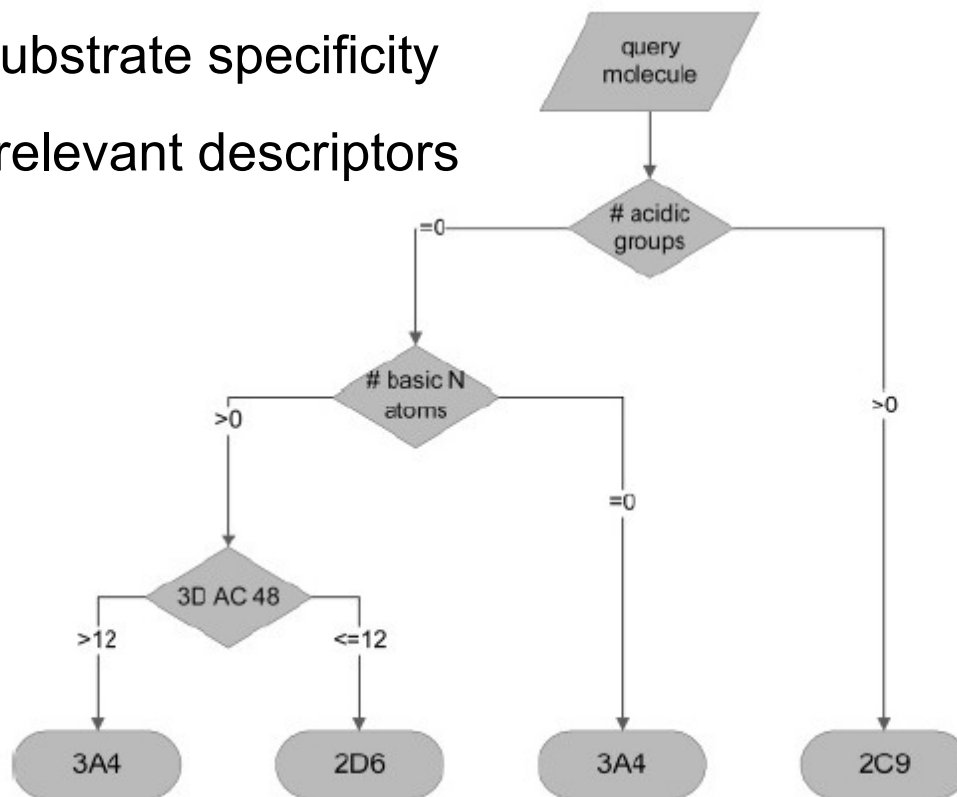 ubstrate specificity
relevant descriptors
query
molecule
# acidic
groups
=0
>0
# basic N
atoms
>0
=0
3D AC 48
>12
<=12
3A4
2D6
3A4
2C9